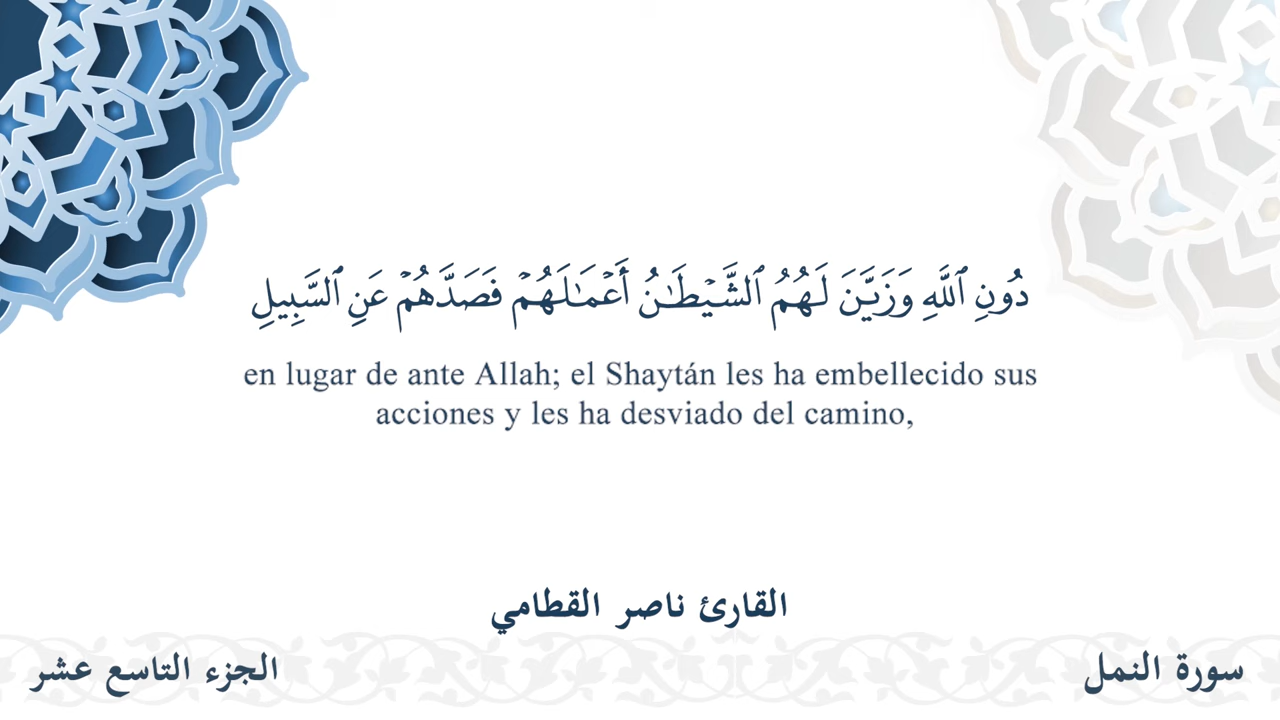 دُونِ ٱللَّهِ وَزَيَّنَ لَهُمُ ٱلشَّيْطَـٰنُ أَعْمَـٰلَهُمْ فَصَدَّهُمْ عَنِ ٱلسَّبِيلِ
en lugar de ante Allah; el Shaytán les ha embellecido sus
acciones y les ha desviado del camino,
القارئ ناصر القطامي
سورة النمل
الجزء التاسع عشر